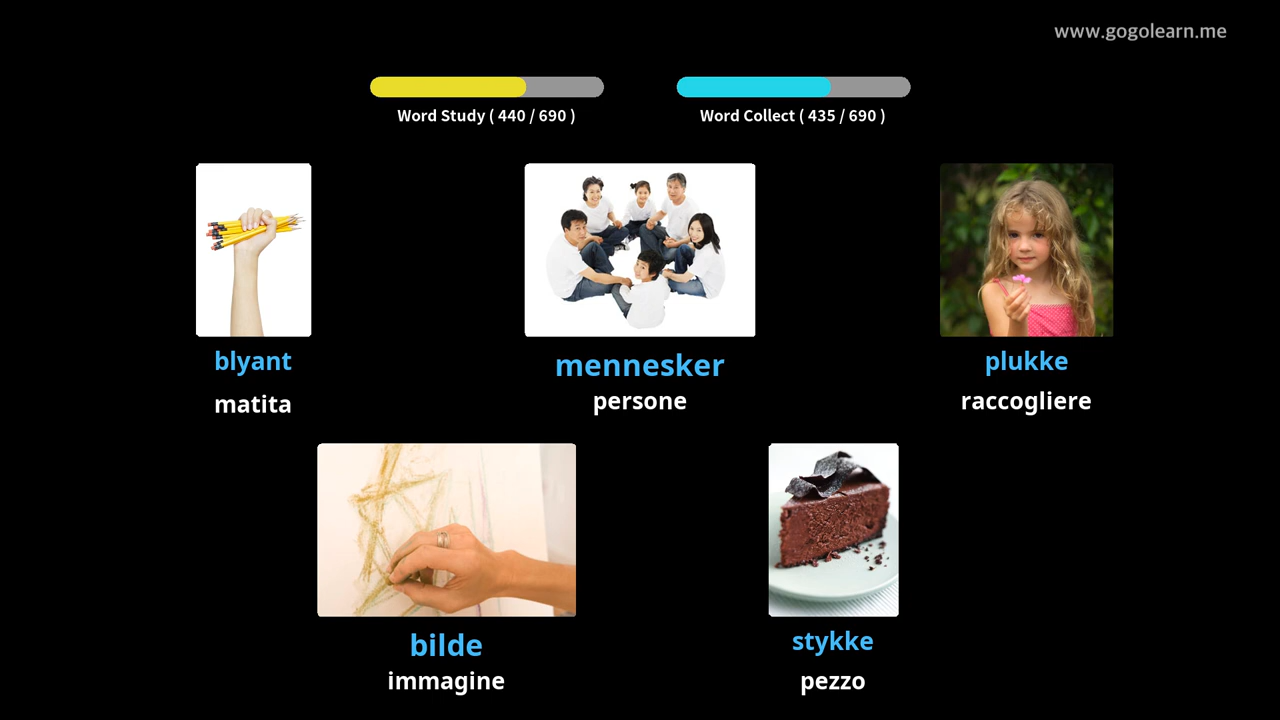 www.gogolearn.me
Word Study ( 440 / 690 )
Word Collect ( 435 / 690 )
blyant
matita
mennesker
persone
plukke
raccogliere
bilde
immagine
stykke
pezzo